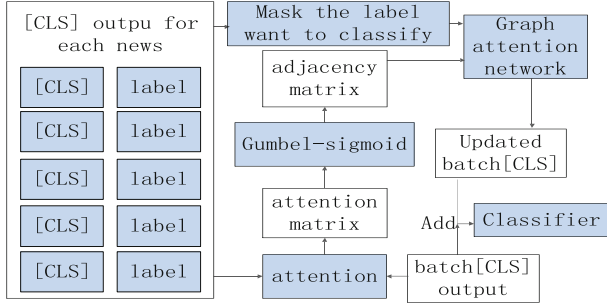 [CLS] outpu for
each news
[CLS] label
[CLS] label
[CLS] label
[CLS] label
[CLS] label
Mask the label
want to classify
Graph
attention
network
adjacency
matrix
Gumbel-sigmoid
attention
matrix
attention
Updated
batch[CLS]
Add
Classifier
batch[CLS]
output